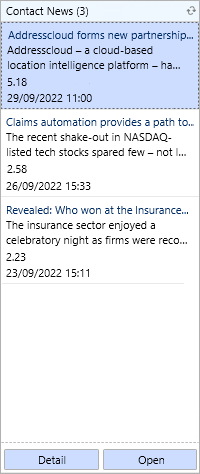 Contact News (3)
Addresscloud forms new partnership...
Addresscloud – a cloud-based
location intelligence platform – ha...
5.18
29/09/2022 11:00
Claims automation provides a path to...
The recent shake-out in NASDAQ-
listed tech stocks spared few – not l...
2.58
26/09/2022 15:33
Revealed: Who won at the Insurance...
The insurance sector enjoyed a
celebratory night as firms were reco...
2.23
23/09/2022 15:11
Detail
Open